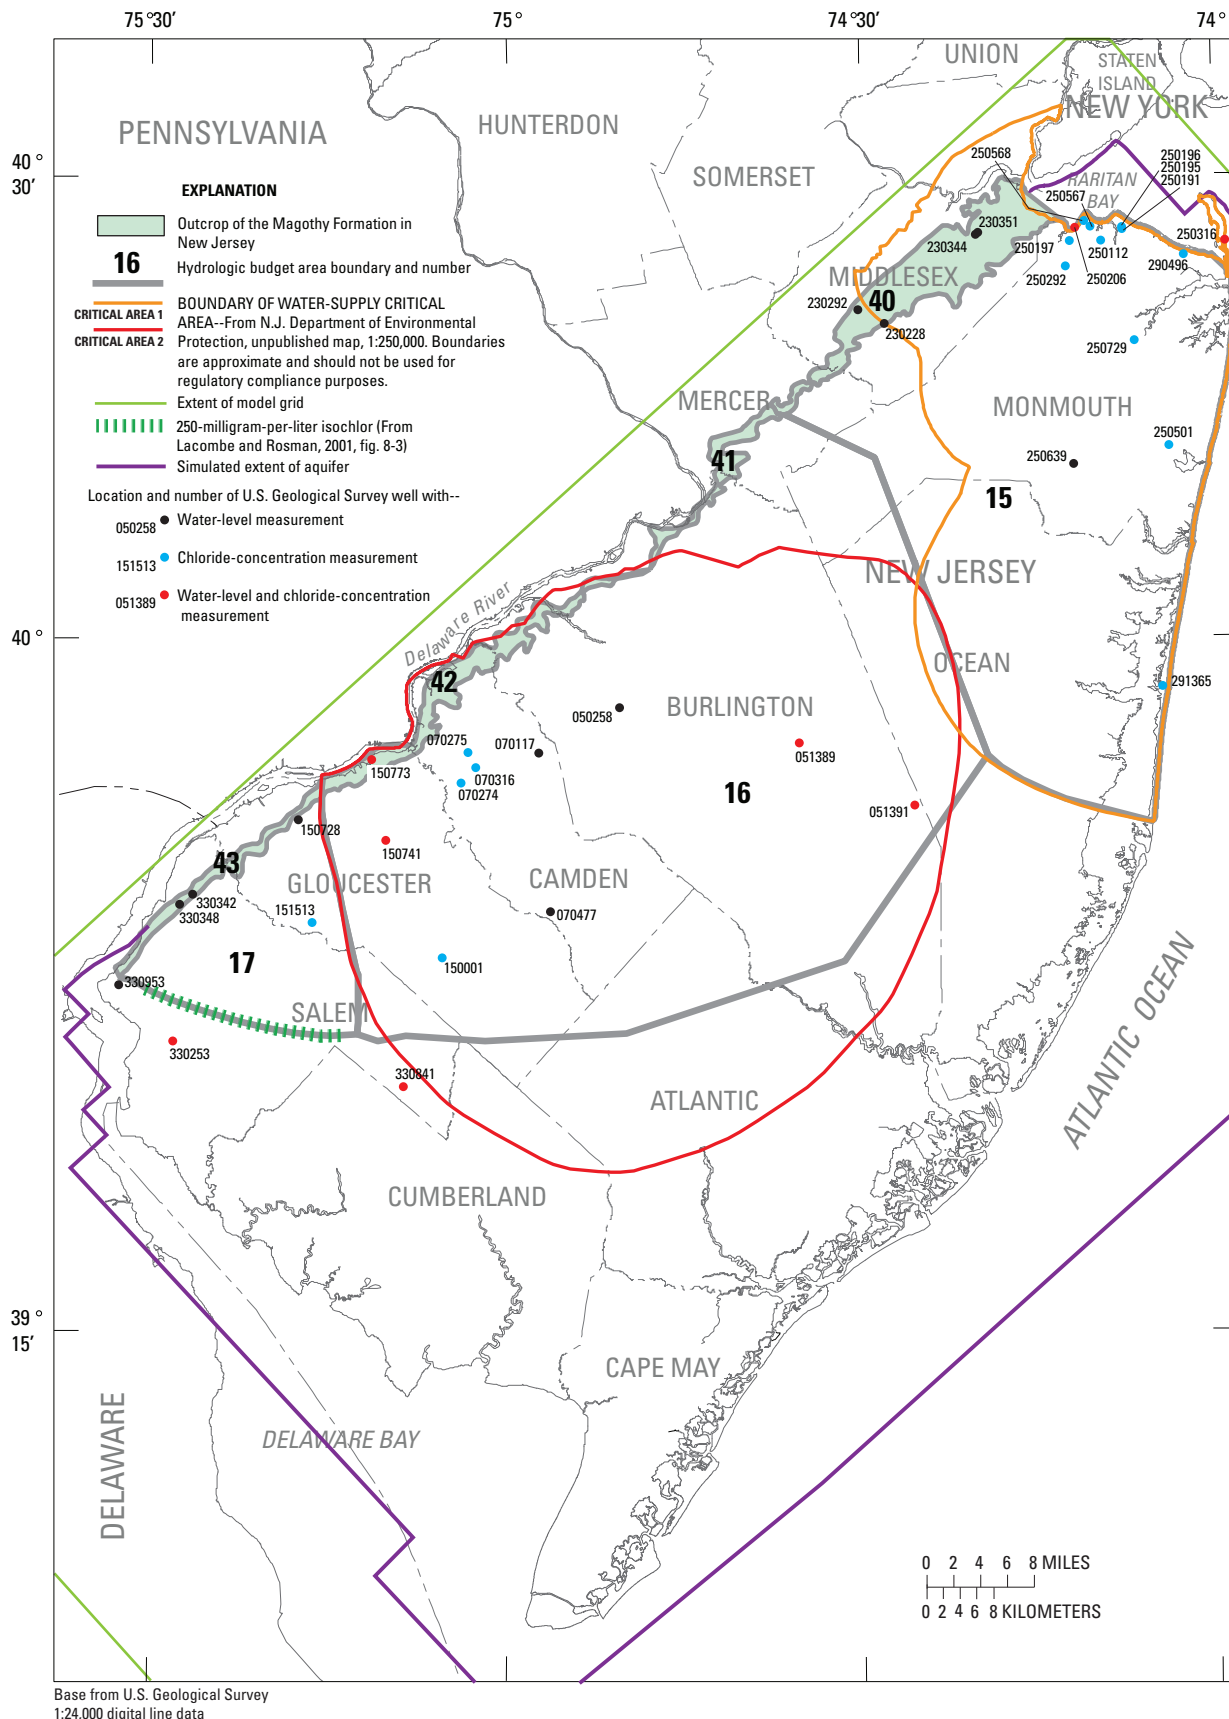 75° 30’
75°
74° 30’
74°
40° 30’
40°
39° 15’
UNION
STATEN ISLAND
NEW YORK
PENNSYLVANIA
HUNTERDON
SOMERSET
RARITAN BAY
MIDDLESEX
MERCER
MONMOUTH
NEW JERSEY
OCEAN
BURLINGTON
Delaware River
GLOUCESTER
CAMDEN
SALEM
ATLANTIC
ATLANTIC OCEAN
CUMBERLAND
CAPE MAY
DELAWARE
DELAWARE BAY
EXPLANATION
Outcrop of the Magothy Formation in
New Jersey
16
Hydrologic budget area boundary and number
CRITICAL AREA 1
CRITICAL AREA 2
BOUNDARY OF WATER-SUPPLY CRITICAL
AREA--From N.J. Department of Environmental
Protection, unpublished map, 1:250,000. Boundaries
are approximate and should not be used for
regulatory compliance purposes.
Extent of model grid
250-milligram-per-liter isochlor (From
Lacombe and Rosman, 2001, fig. 8-3)
Simulated extent of aquifer
Location and number of U.S. Geological Survey well with--
050258 Water-level measurement
151513 Chloride-concentration measurement
051389 Water-level and chloride-concentration
measurement
250568
250567
250196
250195
250191
250316
230351
230344
250197
250112
290496
250292
250206
230292
40
230228
250729
250501
250639
41
15
42
291365
050258
070275
070117
051389
150773
070316
070274
16
051391
150728
150741
43
330342
330348
151513
070477
150001
17
330953
330253
330841
0 2 4 6 8 MILES
0 2 4 6 8 KILOMETERS
Base from U.S. Geological Survey
1:24,000 digital line data